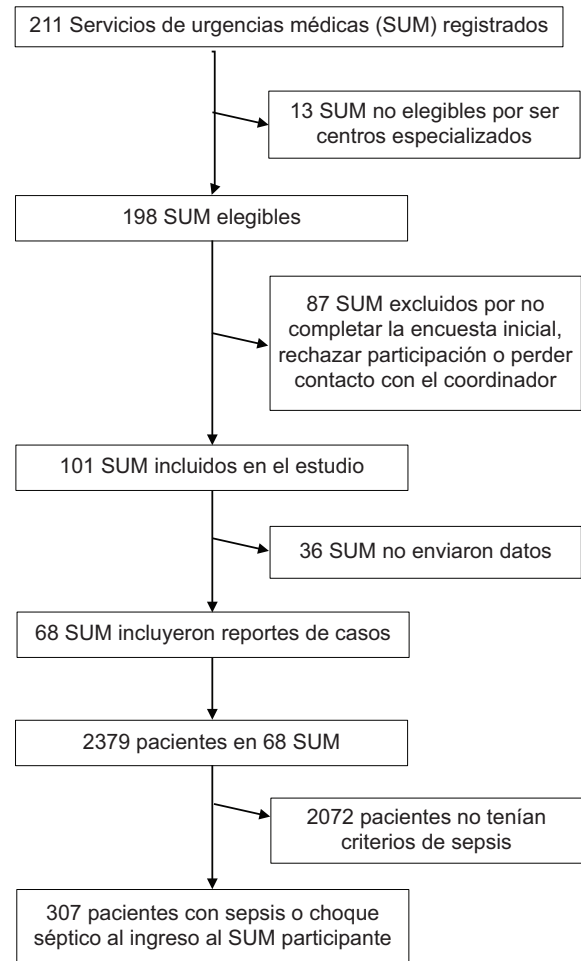 211 Servicios de urgencias médicas (SUM) registrados
13 SUM no elegibles por ser
centros especializados
198 SUM elegibles
87 SUM excluidos por no
completar la encuesta inicial,
rechazar participación o perder
contacto con el coordinador
101 SUM incluidos en el estudio
36 SUM no enviaron datos
68 SUM incluyeron reportes de casos
2379 pacientes en 68 SUM
2072 pacientes no tenían
criterios de sepsis
307 pacientes con sepsis o choque
séptico al ingreso al SUM participante